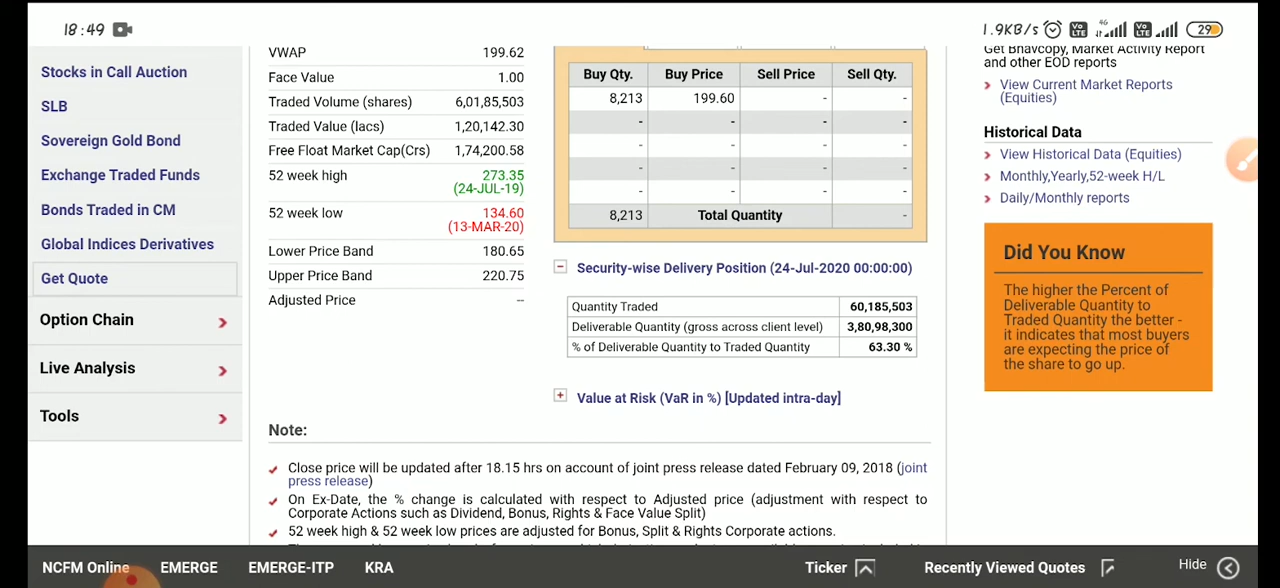 18:49
1.9KB/s Vo LTE 4G Vo LTE 29
Stocks in Call Auction
SLB
Sovereign Gold Bond
Exchange Traded Funds
Bonds Traded in CM
Global Indices Derivatives
Get Quote
Option Chain
Live Analysis
Tools
VWAP 199.62
Face Value 1.00
Traded Volume (shares) 6,01,85,503
Traded Value (lacs) 1,20,142.30
Free Float Market Cap(Crs) 1,74,200.58
52 week high 273.35
(24-JUL-19)
52 week low 134.60
(13-MAR-20)
Lower Price Band 180.65
Upper Price Band 220.75
Adjusted Price --
Buy Qty. Buy Price Sell Price Sell Qty.
8,213 199.60 - -
- - - -
- - - -
- - - -
- - - -
8,213 Total Quantity -
Security-wise Delivery Position (24-Jul-2020 00:00:00)
Quantity Traded 60,185,503
Deliverable Quantity (gross across client level) 3,80,98,300
% of Deliverable Quantity to Traded Quantity 63.30 %
Value at Risk (VaR in %) [Updated intra-day]
Note:
Close price will be updated after 18.15 hrs on account of joint press release dated February 09, 2018 (joint
press release)
On Ex-Date, the % change is calculated with respect to Adjusted price (adjustment with respect to
Corporate Actions such as Dividend, Bonus, Rights & Face Value Split)
52 week high & 52 week low prices are adjusted for Bonus, Split & Rights Corporate actions.
Get Bhavcopy, Market Activity Report
and other EOD reports
View Current Market Reports
(Equities)
Historical Data
View Historical Data (Equities)
Monthly,Yearly,52-week H/L
Daily/Monthly reports
Did You Know
The higher the Percent of
Deliverable Quantity to
Traded Quantity the better -
it indicates that most buyers
are expecting the price of
the share to go up.
NCFM Online EMERGE EMERGE-ITP KRA Ticker Recently Viewed Quotes Hide